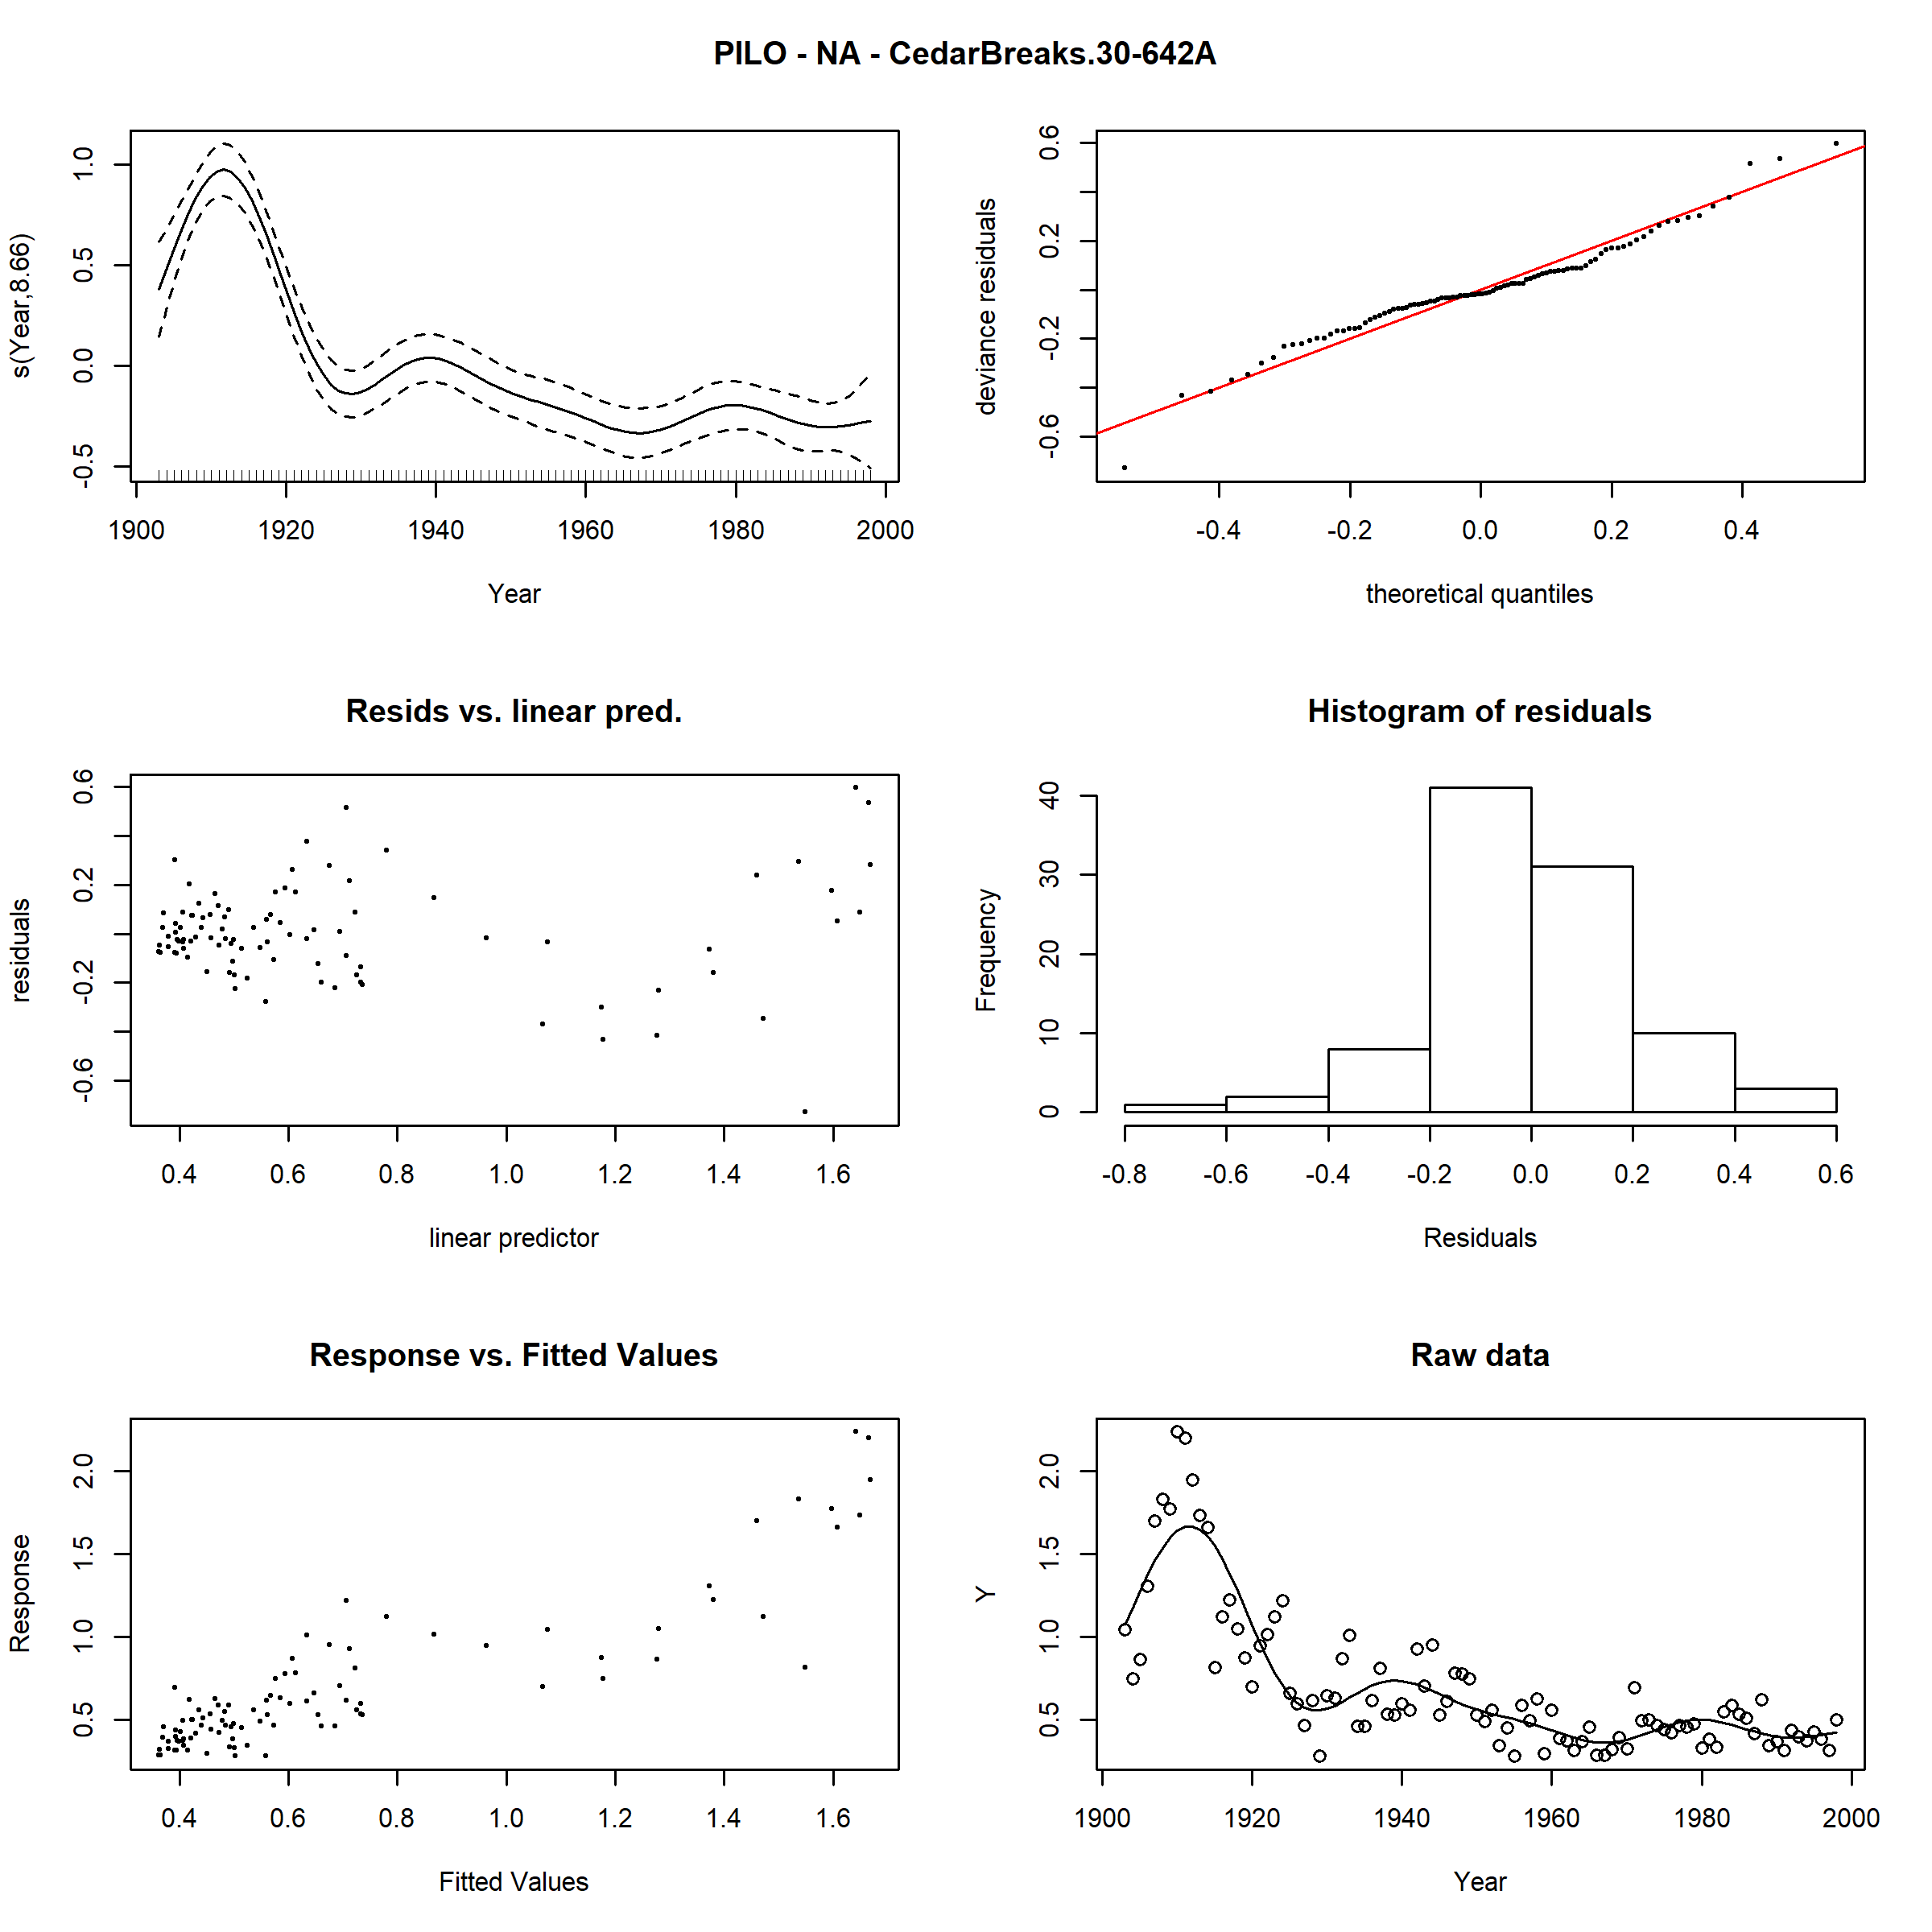 PILO - NA - CedarBreaks.30-642A
s(Year,8.66)
-0.5 0.0 0.5 1.0
1900 1920 1940 1960 1980 2000
Year
deviance residuals
-0.6 -0.2 0.2 0.6
-0.4 -0.2 0.0 0.2 0.4
theoretical quantiles
Resids vs. linear pred.
residuals
-0.6 -0.2 0.2 0.6
0.4 0.6 0.8 1.0 1.2 1.4 1.6
linear predictor
Histogram of residuals
Frequency
0 10 20 30 40
-0.8 -0.6 -0.4 -0.2 0.0 0.2 0.4 0.6
Residuals
Response vs. Fitted Values
Response
0.5 1.0 1.5 2.0
0.4 0.6 0.8 1.0 1.2 1.4 1.6
Fitted Values
Raw data
Y
0.5 1.0 1.5 2.0
1900 1920 1940 1960 1980 2000
Year